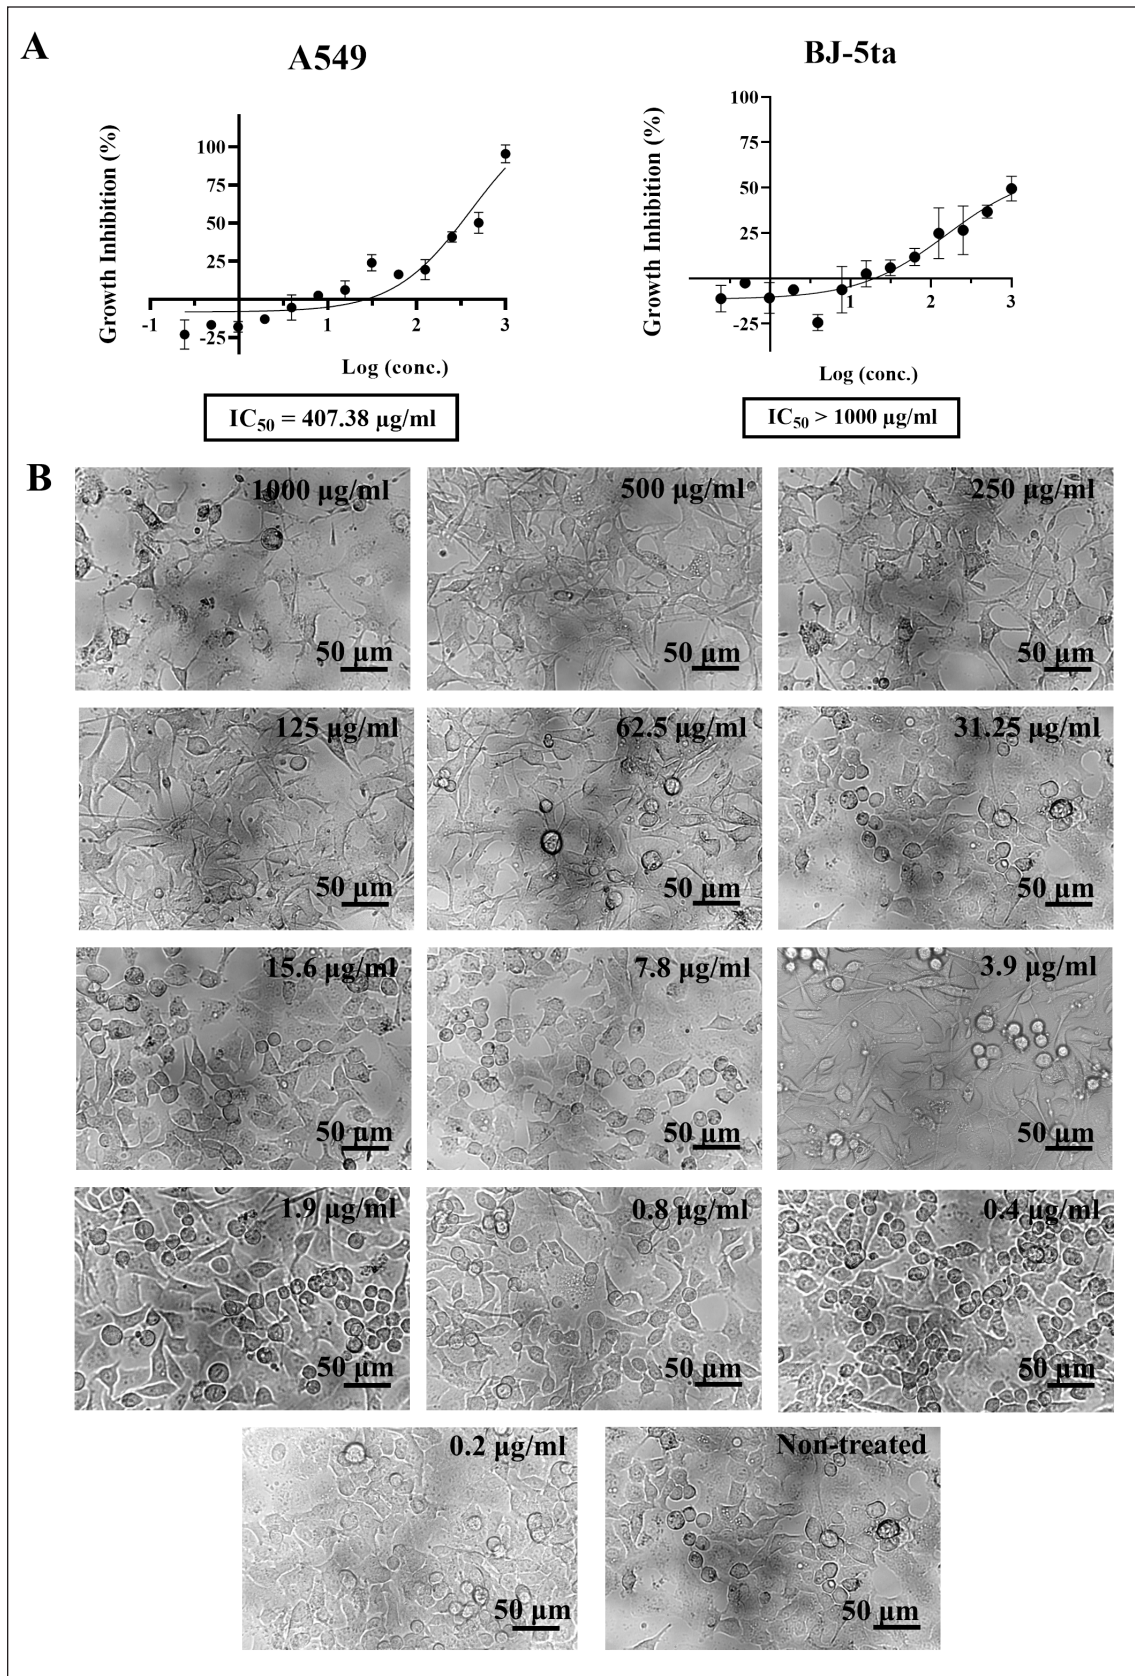 A
A549
BJ-5ta
Growth Inhibition (%)
100
75
50
25
-25
-1
1
2
3
Log (conc.)
IC50 = 407.38 µg/ml
Growth Inhibition (%)
100
75
50
25
-25
1
2
3
Log (conc.)
IC50 > 1000 µg/ml
B
1000 µg/ml
50 µm
500 µg/ml
50 µm
250 µg/ml
50 µm
125 µg/ml
50 µm
62.5 µg/ml
50 µm
31.25 µg/ml
50 µm
15.6 µg/ml
50 µm
7.8 µg/ml
50 µm
3.9 µg/ml
50 µm
1.9 µg/ml
50 µm
0.8 µg/ml
50 µm
0.4 µg/ml
50 µm
0.2 µg/ml
50 µm
Non-treated
50 µm